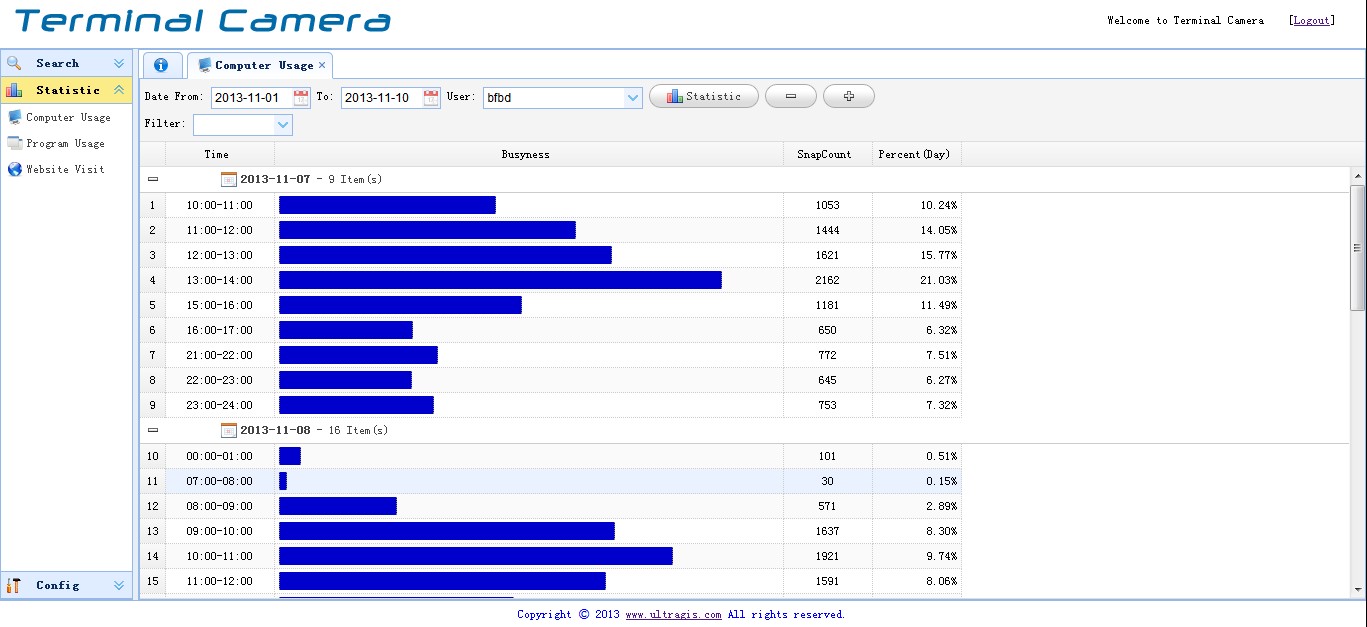 Terminal Camera
Welcome to Terminal Camera [Logout]
Search
Statistic
Computer Usage
Program Usage
Website Visit
Config
Computer Usage ×
Date From: 2013-11-01 To: 2013-11-10 User: bfbd Statistic
Filter:
Time Busyness SnapCount Percent(Day)
2013-11-07 - 9 Item(s)
1 10:00-11:00 1053 10.24%
2 11:00-12:00 1444 14.05%
3 12:00-13:00 1621 15.77%
4 13:00-14:00 2162 21.03%
5 15:00-16:00 1181 11.49%
6 16:00-17:00 650 6.32%
7 21:00-22:00 772 7.51%
8 22:00-23:00 645 6.27%
9 23:00-24:00 753 7.32%
2013-11-08 - 16 Item(s)
10 00:00-01:00 101 0.51%
11 07:00-08:00 30 0.15%
12 08:00-09:00 571 2.89%
13 09:00-10:00 1637 8.30%
14 10:00-11:00 1921 9.74%
15 11:00-12:00 1591 8.06%
Copyright © 2013 www.ultragis.com All rights reserved.